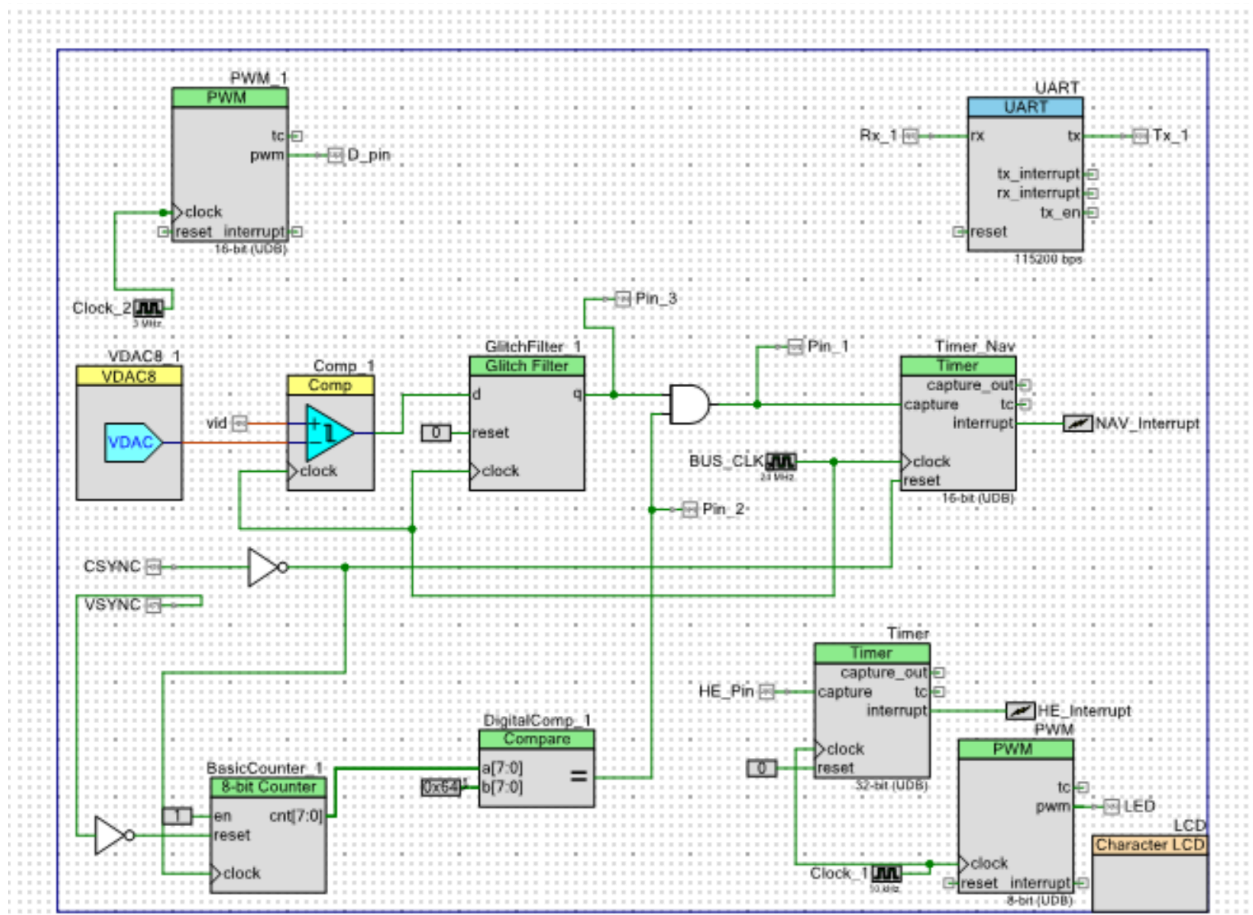 PWM_1
PWM
tc
pwm
D_pin
clock
reset
interrupt
16-bit (UDB)
Clock_2
3 MHz
UART
UART
Rx_1
rx
tx
Tx_1
tx_interrupt
rx_interrupt
tx_en
reset
115200 bps
Pin_3
VDAC8_1
VDAC8
VDAC
Comp_1
Comp
vid
+
-
clock
GlitchFilter_1
Glitch Filter
d
q
0
reset
clock
Pin_1
Timer_Nav
Timer
capture_out
capture
tc
interrupt
NAV_Interrupt
BUS_CLK
24 MHz
clock
reset
16-bit (UDB)
Pin_2
CSYNC
VSYNC
Timer
Timer
capture_out
HE_Pin
capture
tc
interrupt
HE_Interrupt
clock
0
reset
32-bit (UDB)
DigitalComp_1
Compare
a[7:0]
0x64
b[7:0]
=
BasicCounter_1
8-bit Counter
1
en
cnt[7:0]
reset
clock
PWM
PWM
tc
pwm
LED
Clock_1
10 kHz
clock
reset
interrupt
8-bit (UDB)
LCD
Character LCD